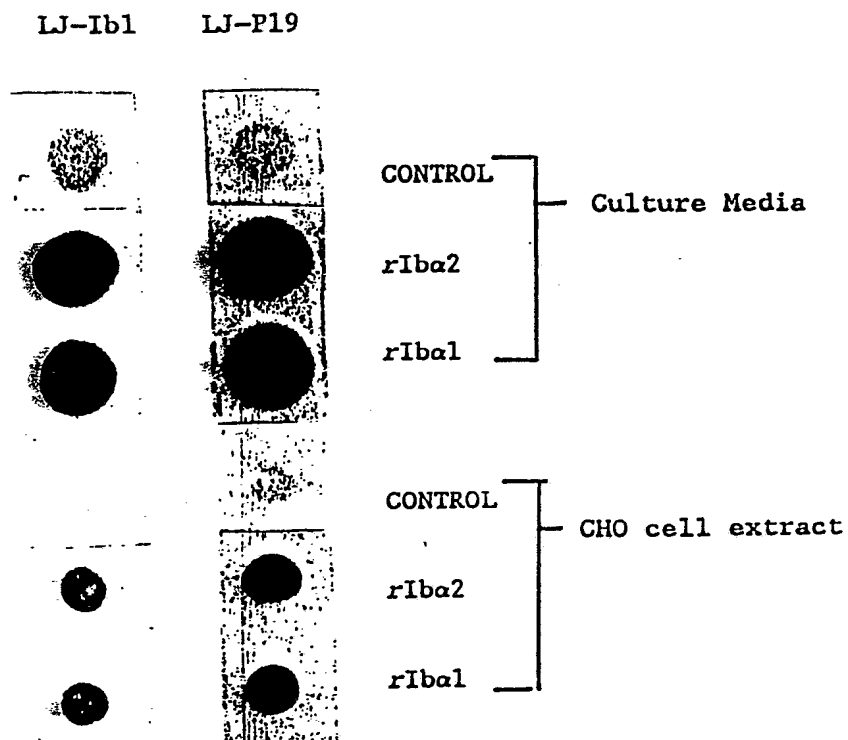 LJ-Ib1 LJ-P19
CONTROL
Culture Media
rIbα2
rIbα1
CONTROL
CHO cell extract
rIbα2
rIbα1